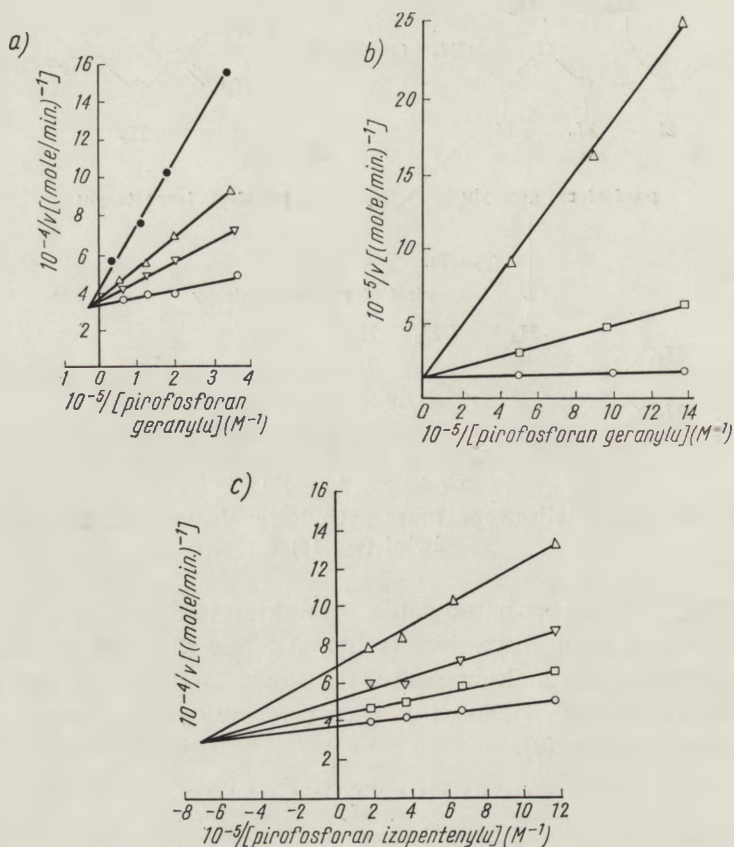 a)
10⁻⁴/v[(mole/min.)⁻¹]
16
14
12
10
8
6
4
2
1 0 1 2 3 4
10⁻⁵/[pirofosforan
geranylu](M⁻¹)
b)
10⁻⁵/v[(mole/min.)⁻¹]
25
20
15
10
5
0 2 4 6 8 10 12 14
10⁻⁵/[pirofosforan geranylu](M⁻¹)
c)
10⁻⁴/v[(mole/min.)⁻¹]
16
14
12
10
8
6
4
2
-8 -6 -4 -2 0 2 4 6 8 10 12
10⁻⁵/[pirofosforan izopentenylu](M⁻¹)